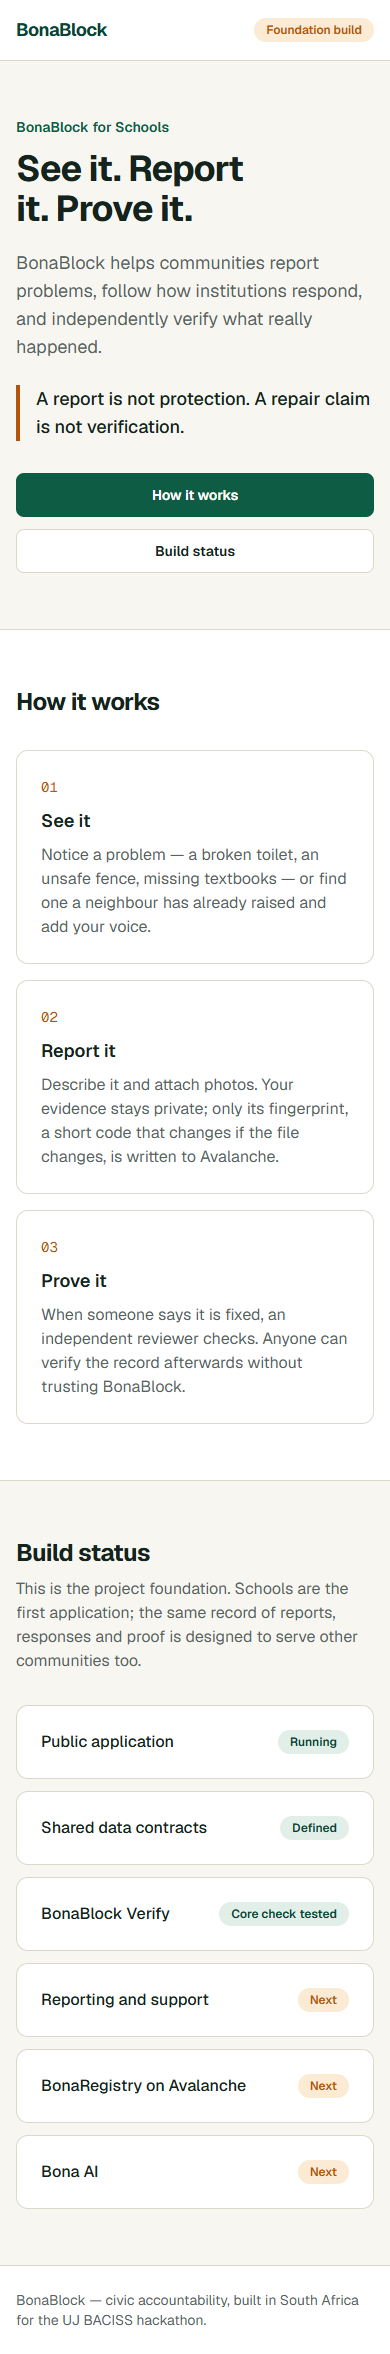 BonaBlock
Foundation build
BonaBlock for Schools
See it. Report
it. Prove it.
BonaBlock helps communities report
problems, follow how institutions respond,
and independently verify what really
happened.
A report is not protection. A repair claim
is not verification.
How it works
Build status
How it works
01
See it
Notice a problem — a broken toilet, an
unsafe fence, missing textbooks — or find
one a neighbour has already raised and
add your voice.
02
Report it
Describe it and attach photos. Your
evidence stays private; only its fingerprint,
a short code that changes if the file
changes, is written to Avalanche.
03
Prove it
When someone says it is fixed, an
independent reviewer checks. Anyone can
verify the record afterwards without
trusting BonaBlock.
Build status
This is the project foundation. Schools are the
first application; the same record of reports,
responses and proof is designed to serve other
communities too.
Public application
Running
Shared data contracts
Defined
BonaBlock Verify
Core check tested
Reporting and support
Next
BonaRegistry on Avalanche
Next
Bona AI
Next
BonaBlock — civic accountability, built in South Africa
for the UJ BACISS hackathon.